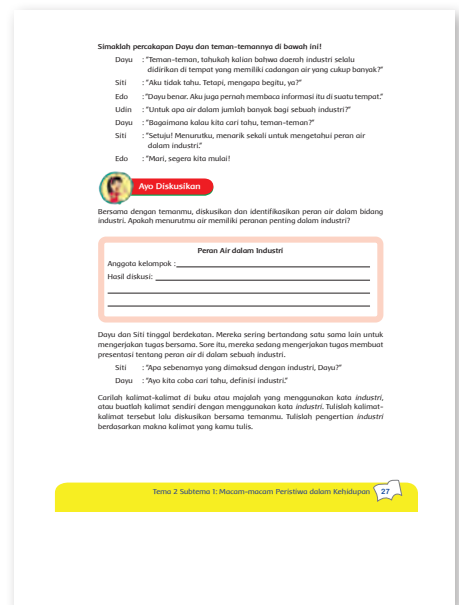 Simaklah percakapan Dayu dan teman-temannya di bawah ini!
Dayu : "Teman-teman, tahukah kalian bahwa daerah industri selalu
didirikan di tempat yang memiliki cadangan air yang cukup banyak?"
Siti : "Aku tidak tahu. Tetapi, mengapa begitu, ya?"
Edo : "Dayu benar. Aku juga pernah membaca informasi itu di suatu tempat."
Udin : "Untuk apa air dalam jumlah banyak bagi sebuah industri?"
Dayu : "Bagaimana kalau kita cari tahu, teman-teman?"
Siti : "Setuju! Menurutku, menarik sekali untuk mengetahui peran air
dalam industri."
Edo : "Mari, segera kita mulai!
Ayo Diskusikan
Bersama dengan temanmu, diskusikan dan identifikasikan peran air dalam bidang
industri. Apakah menurutmu air memiliki peranan penting dalam industri?
Peran Air dalam Industri
Anggota kelompok :
Hasil diskusi:
Dayu dan Siti tinggal berdekatan. Mereka sering bertandang satu sama lain untuk
mengerjakan tugas bersama. Sore itu, mereka sedang mengerjakan tugas membuat
presentasi tentang peran air di dalam sebuah industri.
Siti : "Apa sebenarnya yang dimaksud dengan industri, Dayu?"
Dayu : "Ayo kita coba cari tahu, definisi industri."
Carilah kalimat-kalimat di buku atau majalah yang menggunakan kata industri,
atau buatlah kalimat sendiri dengan menggunakan kata industri. Tulislah kalimat-
kalimat tersebut lalu diskusikan bersama temanmu. Tulislah pengertian industri
berdasarkan makna kalimat yang kamu tulis.
Tema 2 Subtema 1: Macam-macam Peristiwa dalam Kehidupan 27